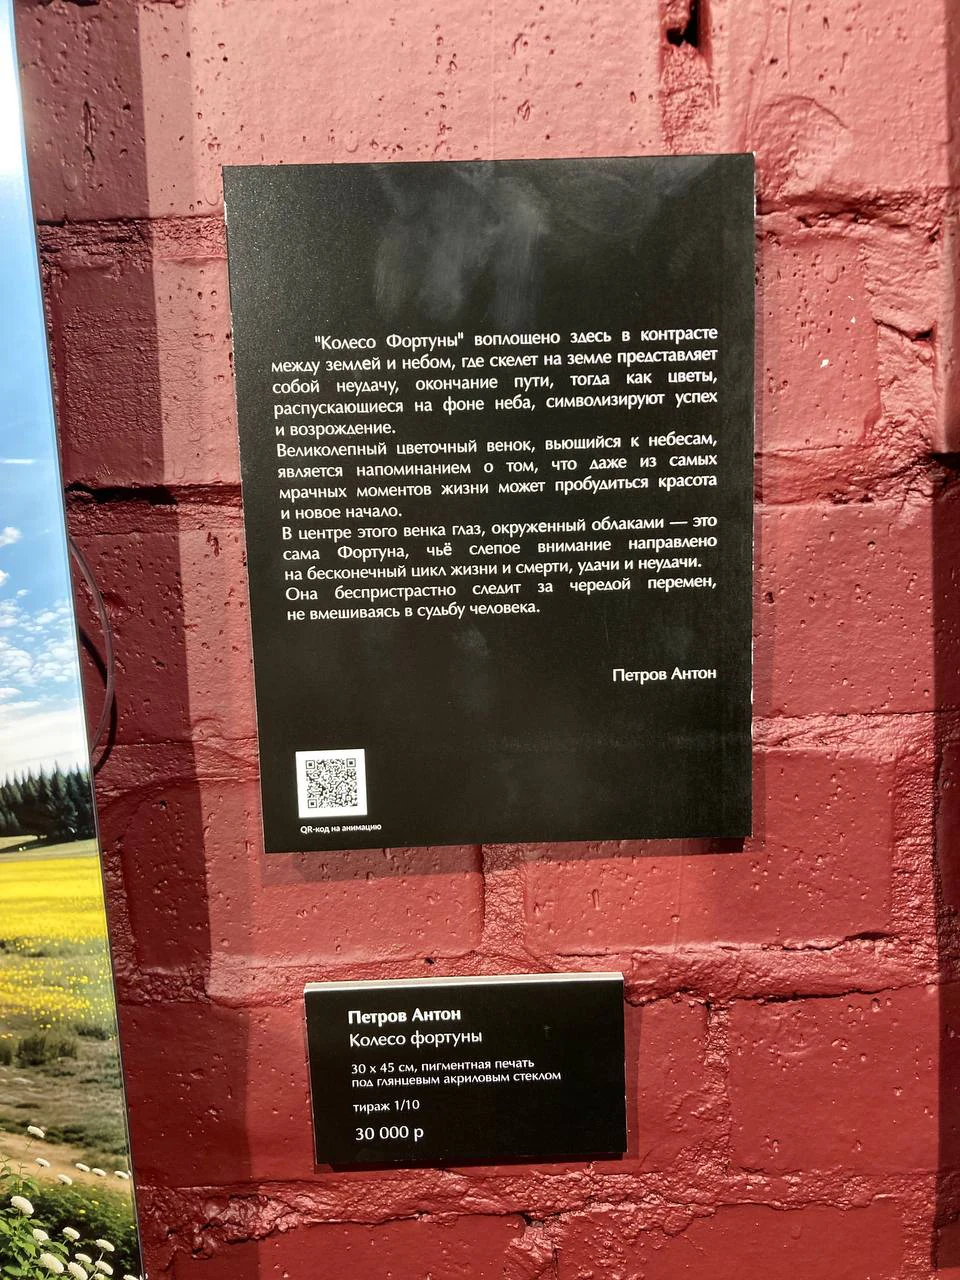 "Колесо Фортуны" воплощено здесь в контрасте
между землей и небом, где скелет на земле представляет
собой неудачу, окончание пути, тогда как цветы,
распускающиеся на фоне неба, символизируют успех
и возрождение.
Великолепный цветочный венок, вьющийся к небесам,
является напоминанием о том, что даже из самых
мрачных моментов жизни может пробудиться красота
и новое начало.
В центре этого венка глаз, окруженный облаками — это
сама Фортуна, чьё слепое внимание направлено
на бесконечный цикл жизни и смерти, удачи и неудачи.
Она беспристрастно следит за чередой перемен,
не вмешиваясь в судьбу человека.
Петров Антон
QR-код на анимацию
Петров Антон
Колесо фортуны
30 х 45 см, пигментная печать
под глянцевым акриловым стеклом
тираж 1/10
30 000 р